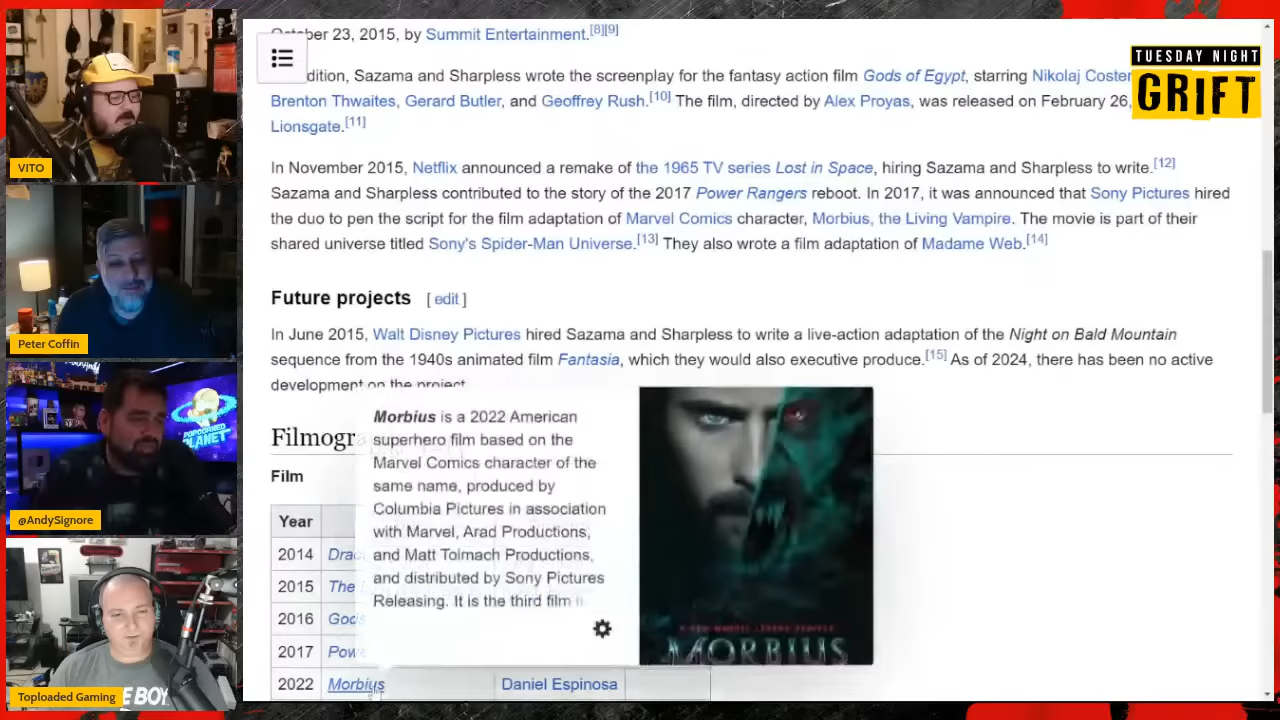 VITO
Peter Coffin
@AndySignore
POPCORNED
PLANET
Toploaded Gaming
E BOY
TUESDAY NIGHT
GRIFT
October 23, 2015, by Summit Entertainment.[8][9]
dition, Sazama and Sharpless wrote the screenplay for the fantasy action film Gods of Egypt, starring Nikolaj Coster
Brenton Thwaites, Gerard Butler, and Geoffrey Rush.[10] The film, directed by Alex Proyas, was released on February 26,
Lionsgate.[11]
In November 2015, Netflix announced a remake of the 1965 TV series Lost in Space, hiring Sazama and Sharpless to write.[12]
Sazama and Sharpless contributed to the story of the 2017 Power Rangers reboot. In 2017, it was announced that Sony Pictures hired
the duo to pen the script for the film adaptation of Marvel Comics character, Morbius, the Living Vampire. The movie is part of their
shared universe titled Sony's Spider-Man Universe.[13] They also wrote a film adaptation of Madame Web.[14]
Future projects [ edit ]
In June 2015, Walt Disney Pictures hired Sazama and Sharpless to write a live-action adaptation of the Night on Bald Mountain
sequence from the 1940s animated film Fantasia, which they would also executive produce.[15] As of 2024, there has been no active
development on the project
Morbius is a 2022 American
superhero film based on the
Marvel Comics character of the
same name, produced by
Columbia Pictures in association
with Marvel, Arad Productions,
and Matt Tolmach Productions,
and distributed by Sony Pictures
Releasing. It is the third film i
MORBIUS
Filmogra
Film
Year
2014 Drac
2015 The
2016 Gods
2017 Powe
2022 Morbius Daniel Espinosa